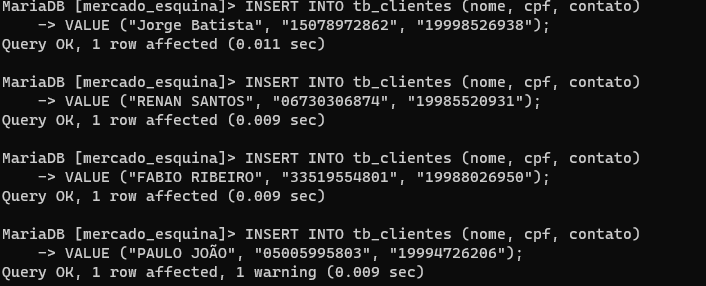 MariaDB [mercado_esquina]> INSERT INTO tb_clientes (nome, cpf, contato)
    -> VALUE ("Jorge Batista", "15078972862", "19998526938");
Query OK, 1 row affected (0.011 sec)

MariaDB [mercado_esquina]> INSERT INTO tb_clientes (nome, cpf, contato)
    -> VALUE ("RENAN SANTOS", "06730306874", "19985520931");
Query OK, 1 row affected (0.009 sec)

MariaDB [mercado_esquina]> INSERT INTO tb_clientes (nome, cpf, contato)
    -> VALUE ("FABIO RIBEIRO", "33519554801", "19988026950");
Query OK, 1 row affected (0.009 sec)

MariaDB [mercado_esquina]> INSERT INTO tb_clientes (nome, cpf, contato)
    -> VALUE ("PAULO JOÃO", "05005995803", "19994726206");
Query OK, 1 row affected, 1 warning (0.009 sec)